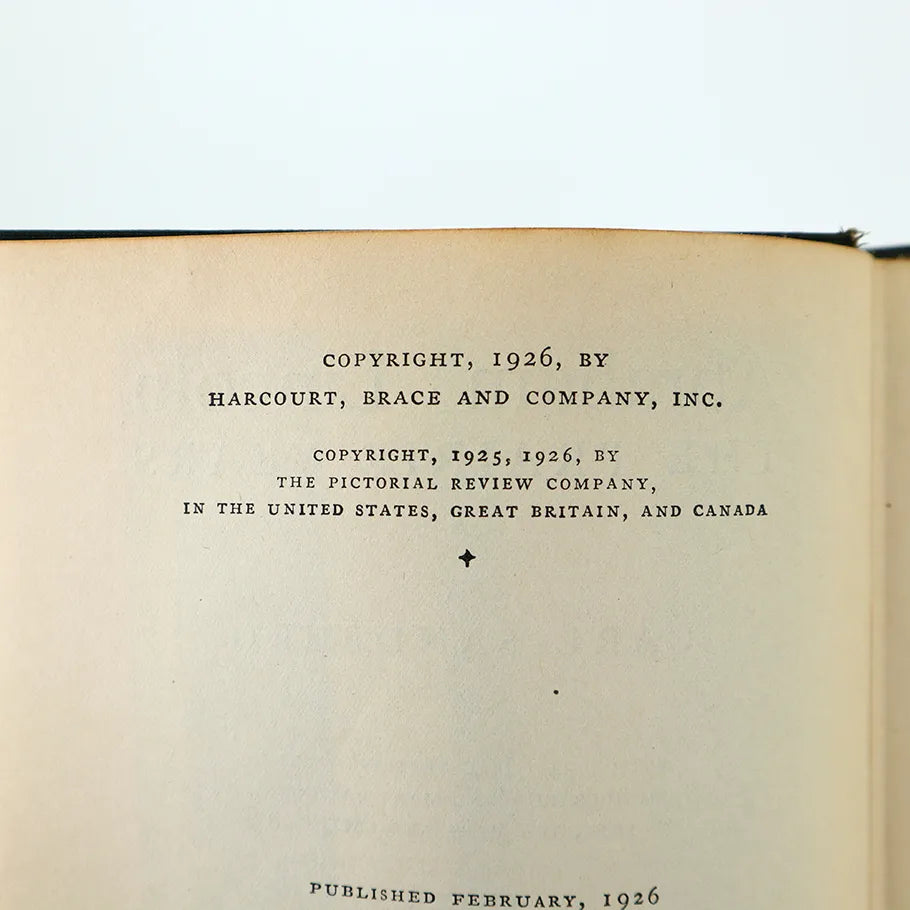 COPYRIGHT, 1926, BY
HARCOURT, BRACE AND COMPANY, INC.
COPYRIGHT, 1925, 1926, BY
THE PICTORIAL REVIEW COMPANY,
IN THE UNITED STATES, GREAT BRITAIN, AND CANADA
PUBLISHED FEBRUARY, 1926